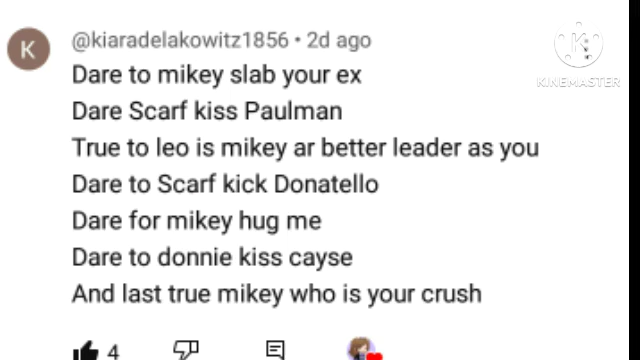 K
@kiaradelakowitz1856 • 2d ago
Dare to mikey slab your ex
Dare Scarf kiss Paulman
True to leo is mikey ar better leader as you
Dare to Scarf kick Donatello
Dare for mikey hug me
Dare to donnie kiss cayse
And last true mikey who is your crush
4
K
KINEMASTER